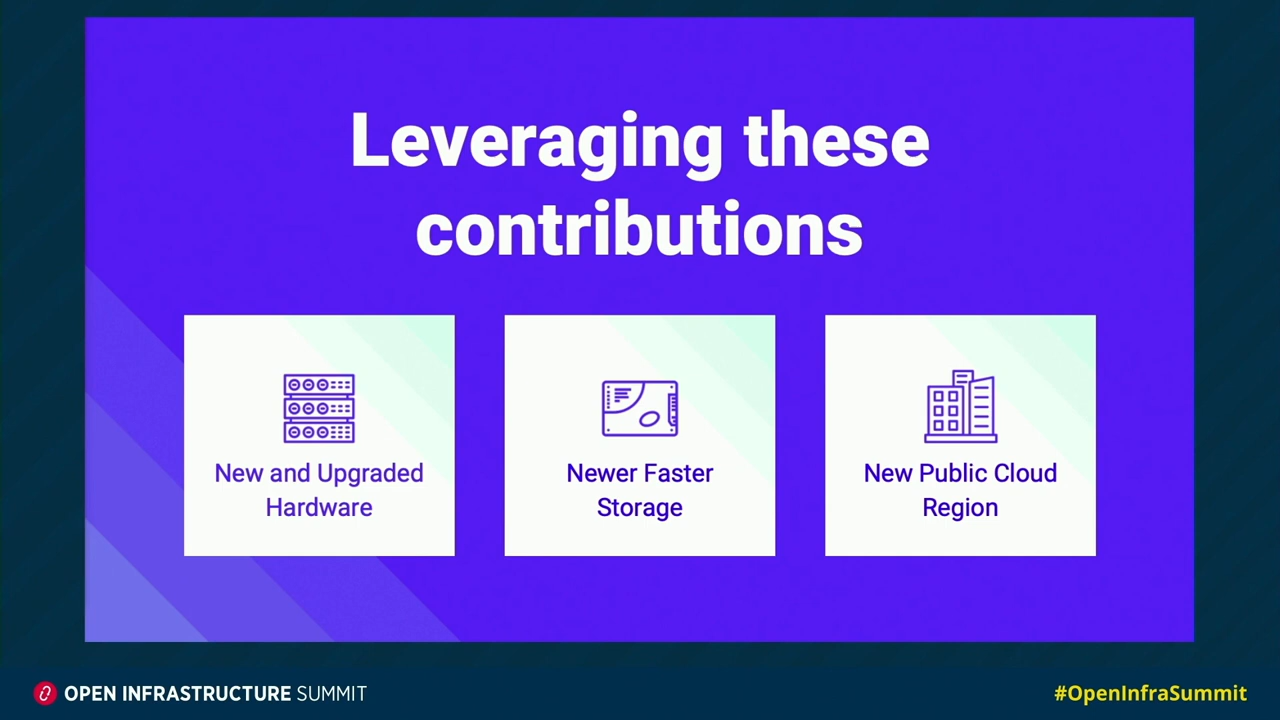 Leveraging these
contributions
New and Upgraded
Hardware
Newer Faster
Storage
New Public Cloud
Region
OPEN INFRASTRUCTURE SUMMIT
#OpenInfraSummit